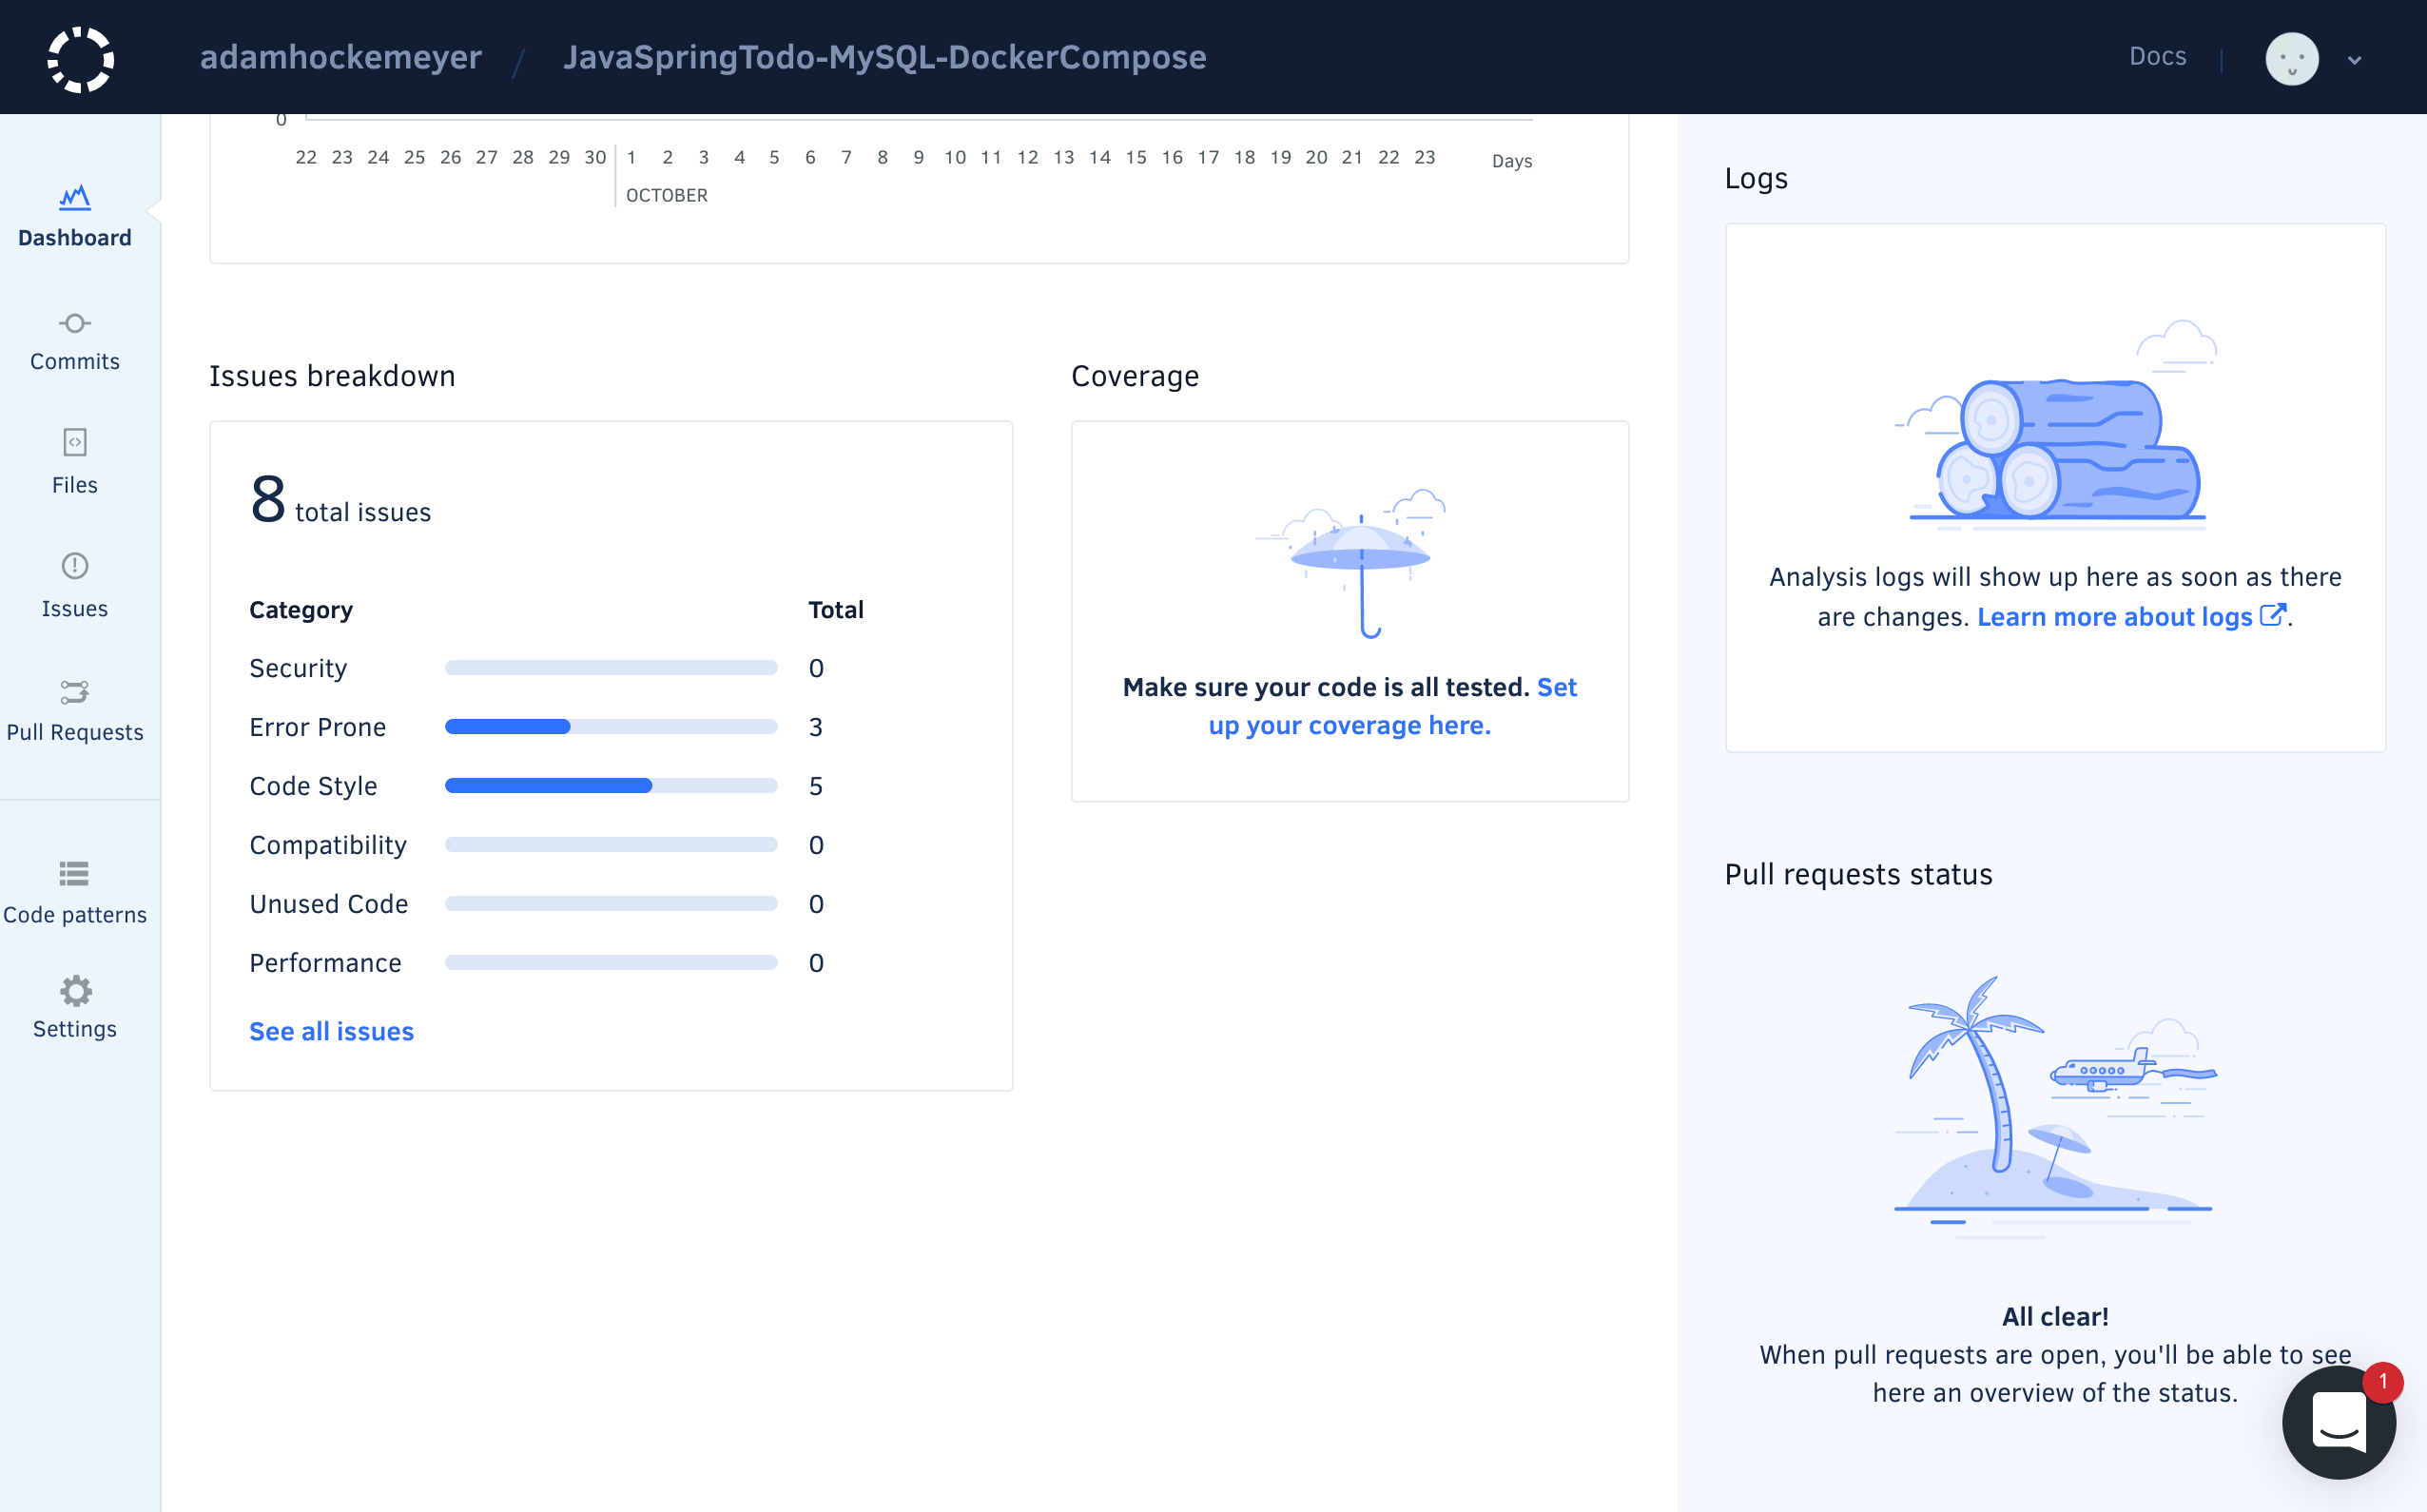 adamhockemeyer / JavaSpringTodo-MySQL-DockerCompose
Docs
Dashboard
Commits
Files
Issues
Pull Requests
Code patterns
Settings
0
22 23 24 25 26 27 28 29 30 1 2 3 4 5 6 7 8 9 10 11 12 13 14 15 16 17 18 19 20 21 22 23 Days
OCTOBER
Issues breakdown
8 total issues
Category Total
Security 0
Error Prone 3
Code Style 5
Compatibility 0
Unused Code 0
Performance 0
See all issues
Coverage
Make sure your code is all tested. Set
up your coverage here.
Logs
Analysis logs will show up here as soon as there
are changes. Learn more about logs.
Pull requests status
All clear!
When pull requests are open, you'll be able to see
here an overview of the status.
1